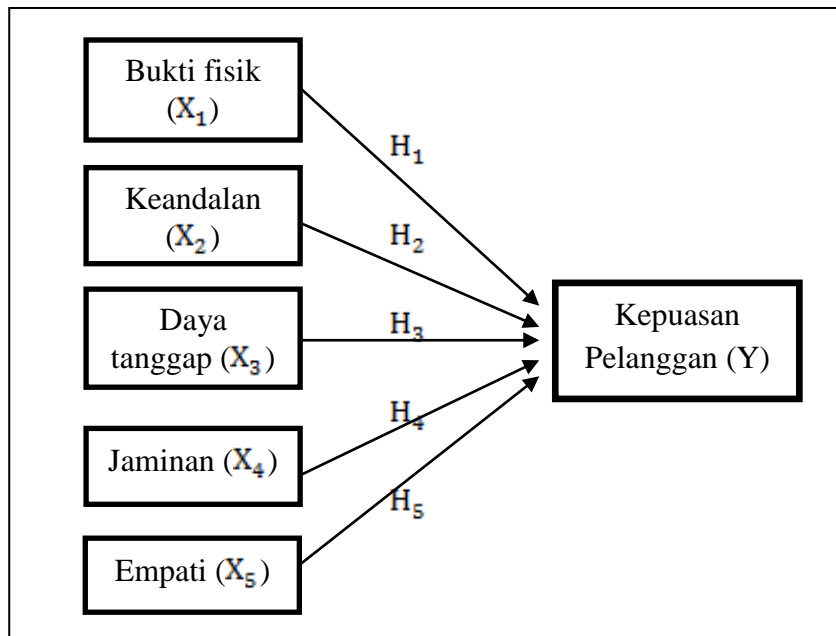 Bukti fisik
(X₁)
H₁
Keandalan
(X₂)
H₂
Daya
tanggap (X₃)
H₃
Kepuasan
Pelanggan (Y)
Jaminan (X₄)
H₄
Empati (X₅)
H₅